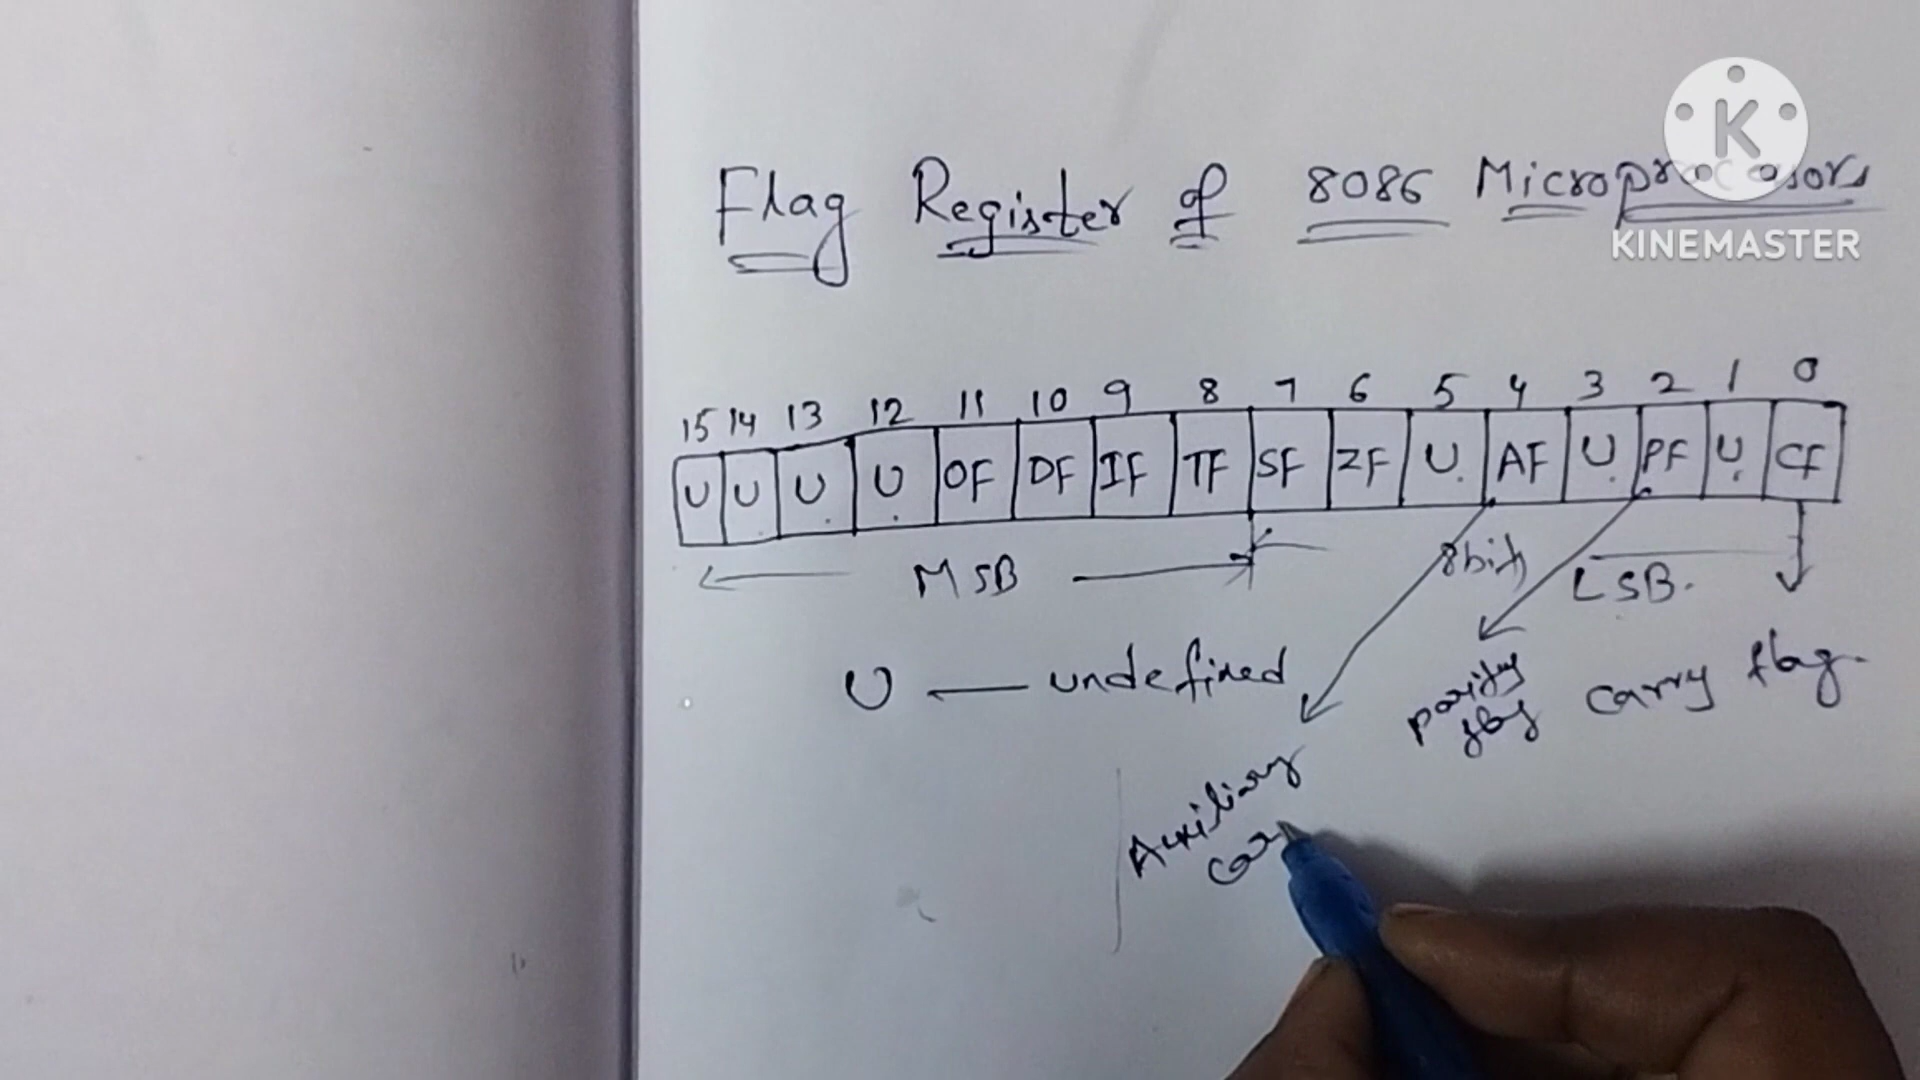 K
Flag Register of 8086 Microprocessors
KINEMASTER
15 14 13 12 11 10 9 8 7 6 5 4 3 2 1 0
U U U U OF DF IF TF SF ZF U AF U PF U CF
MSB 8bits LSB.
U — undefined
parity flag
carry flag.
Auxiliary
car